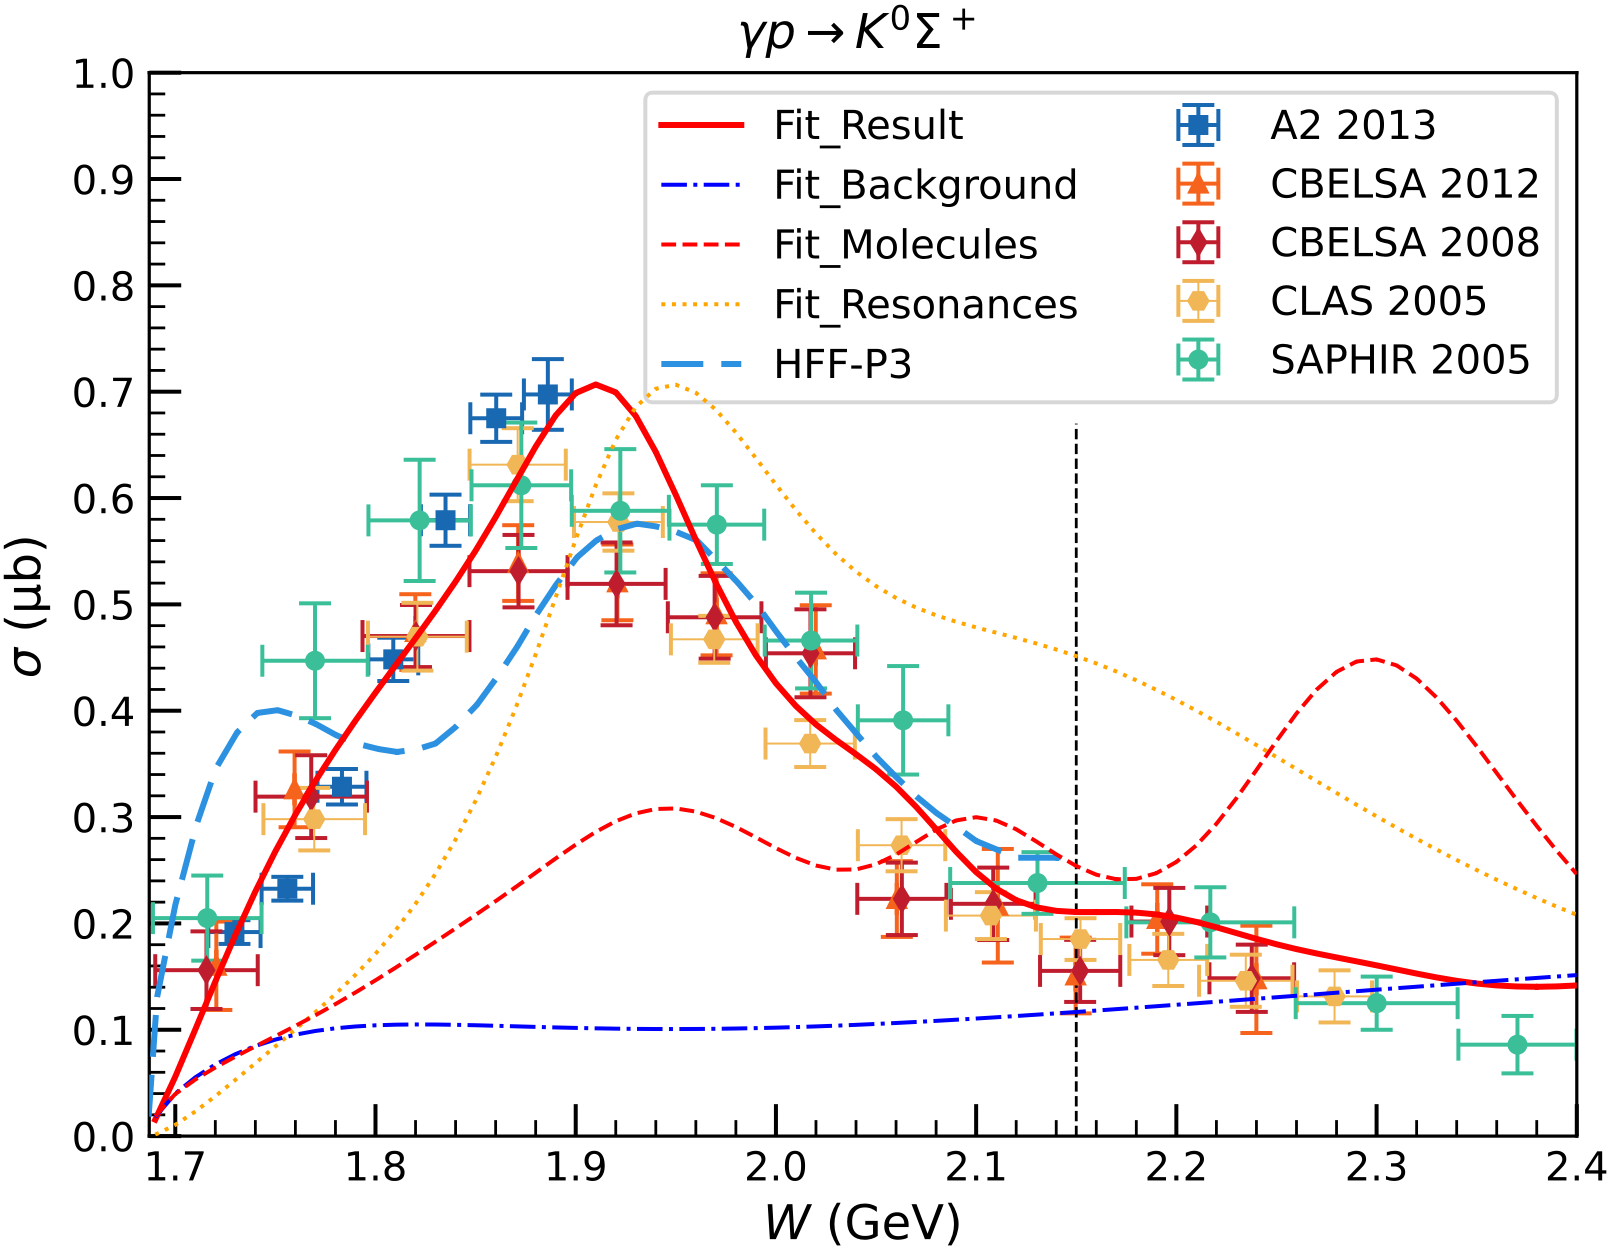 γp → K⁰Σ⁺
1.0
0.9
0.8
0.7
0.6
0.5
0.4
0.3
0.2
0.1
0.0
σ (μb)
Fit_Result
Fit_Background
Fit_Molecules
Fit_Resonances
HFF-P3
A2 2013
CBELSA 2012
CBELSA 2008
CLAS 2005
SAPHIR 2005
1.7 1.8 1.9 2.0 2.1 2.2 2.3 2.4
W (GeV)